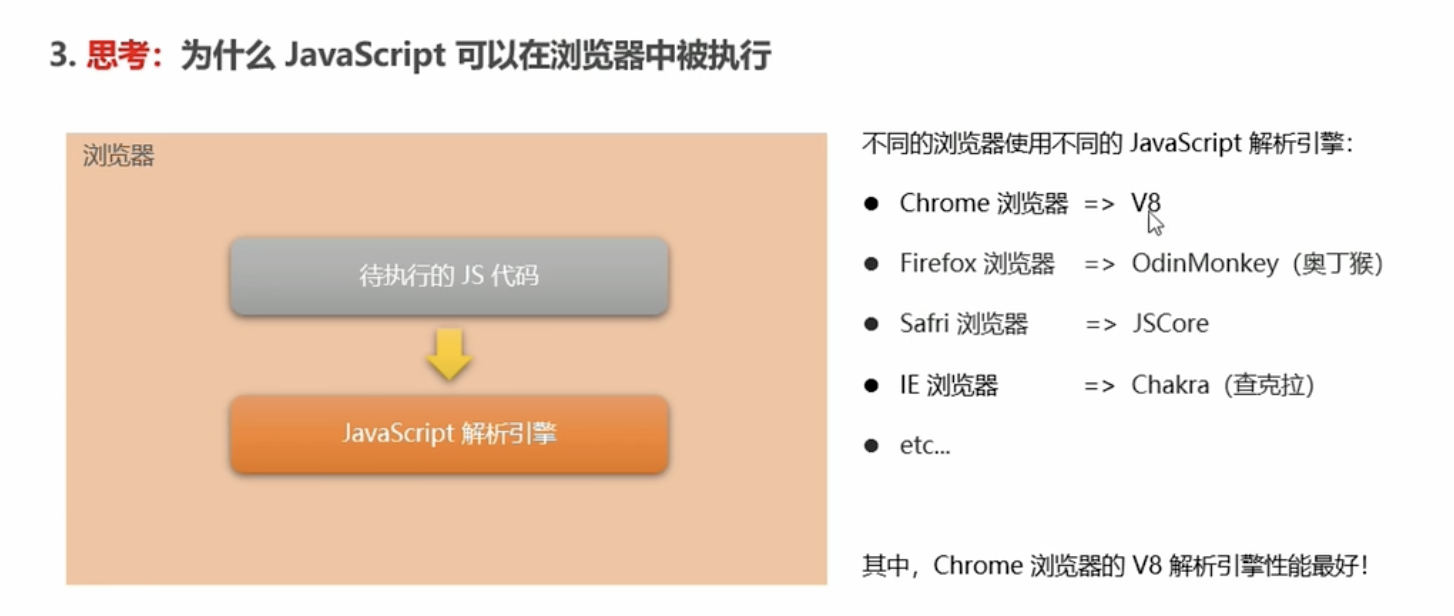 3. 思考：为什么 JavaScript 可以在浏览器中被执行
浏览器
待执行的 JS 代码
JavaScript 解析引擎
不同的浏览器使用不同的 JavaScript 解析引擎：
● Chrome 浏览器 => V8
● Firefox 浏览器 => OdinMonkey（奥丁猴）
● Safri 浏览器 => JSCore
● IE 浏览器 => Chakra（查克拉）
● etc...
其中，Chrome 浏览器的 V8 解析引擎性能最好！